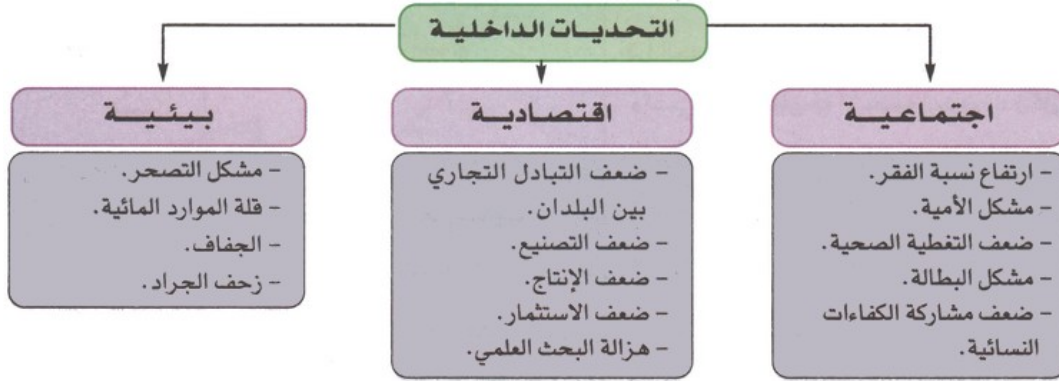 التحديات الداخلية
اجتماعية
- ارتفاع نسبة الفقر.
- مشكل الأمية.
- ضعف التغطية الصحية.
- مشكل البطالة.
- ضعف مشاركة الكفاءات
النسائية.
اقتصادية
- ضعف التبادل التجاري
بين البلدان.
- ضعف التصنيع.
- ضعف الإنتاج.
- ضعف الاستثمار.
- هزالة البحث العلمي.
بيئية
- مشكل التصحر.
- قلة الموارد المائية.
- الجفاف.
- زحف الجراد.